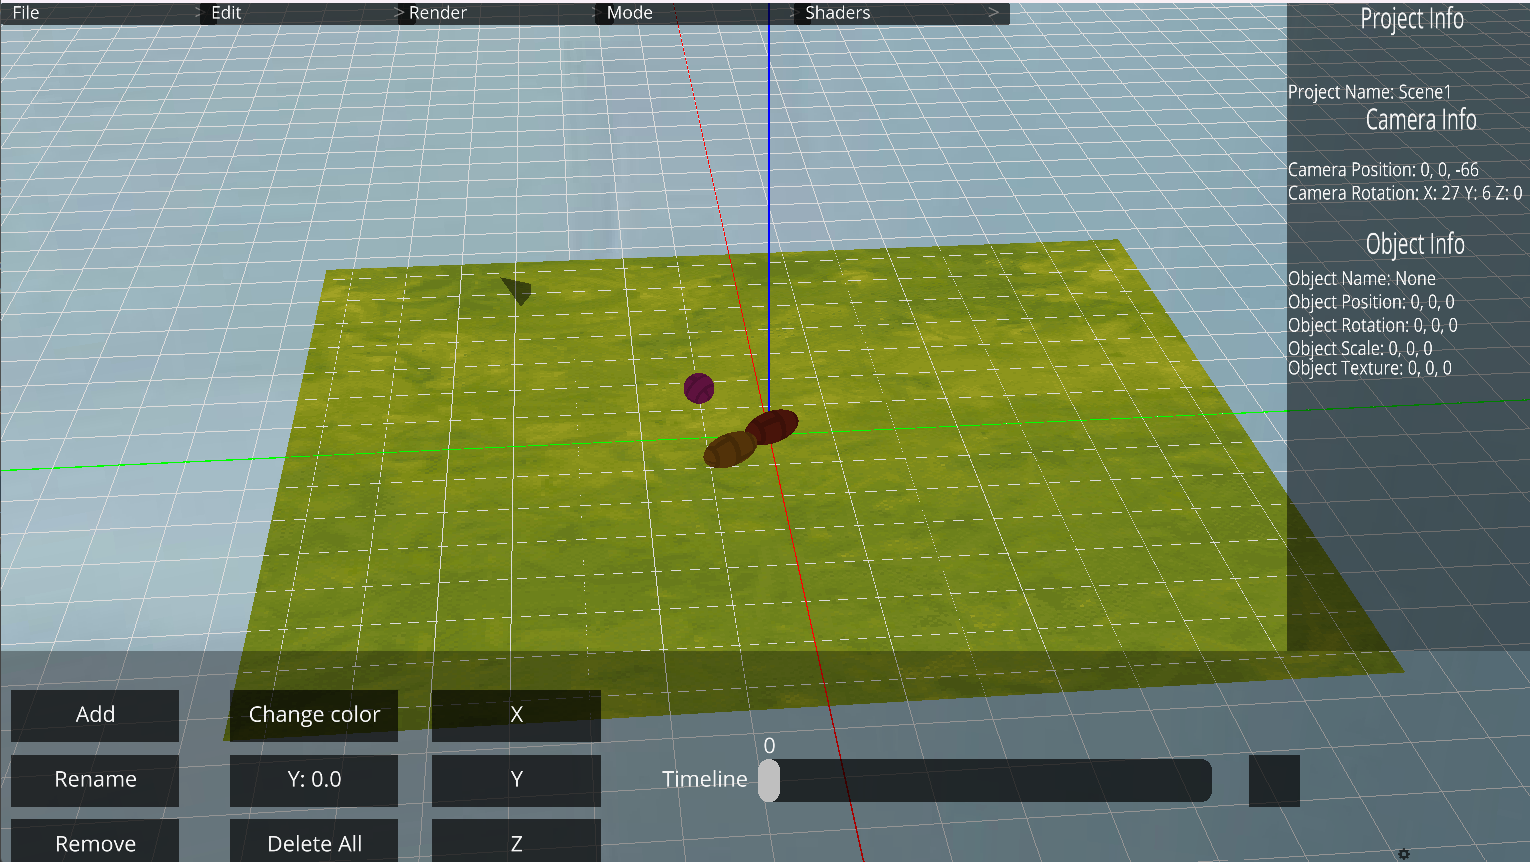 File > Edit > Render Mode Shaders >
Project Info
Project Name: Scene1
Camera Info
Camera Position: 0, 0, -66
Camera Rotation: X: 27 Y: 6 Z: 0
Object Info
Object Name: None
Object Position: 0, 0, 0
Object Rotation: 0, 0, 0
Object Scale: 0, 0, 0
Object Texture: 0, 0, 0
Add Change color X
0
Rename Y: 0.0 Y Timeline
Remove Delete All Z